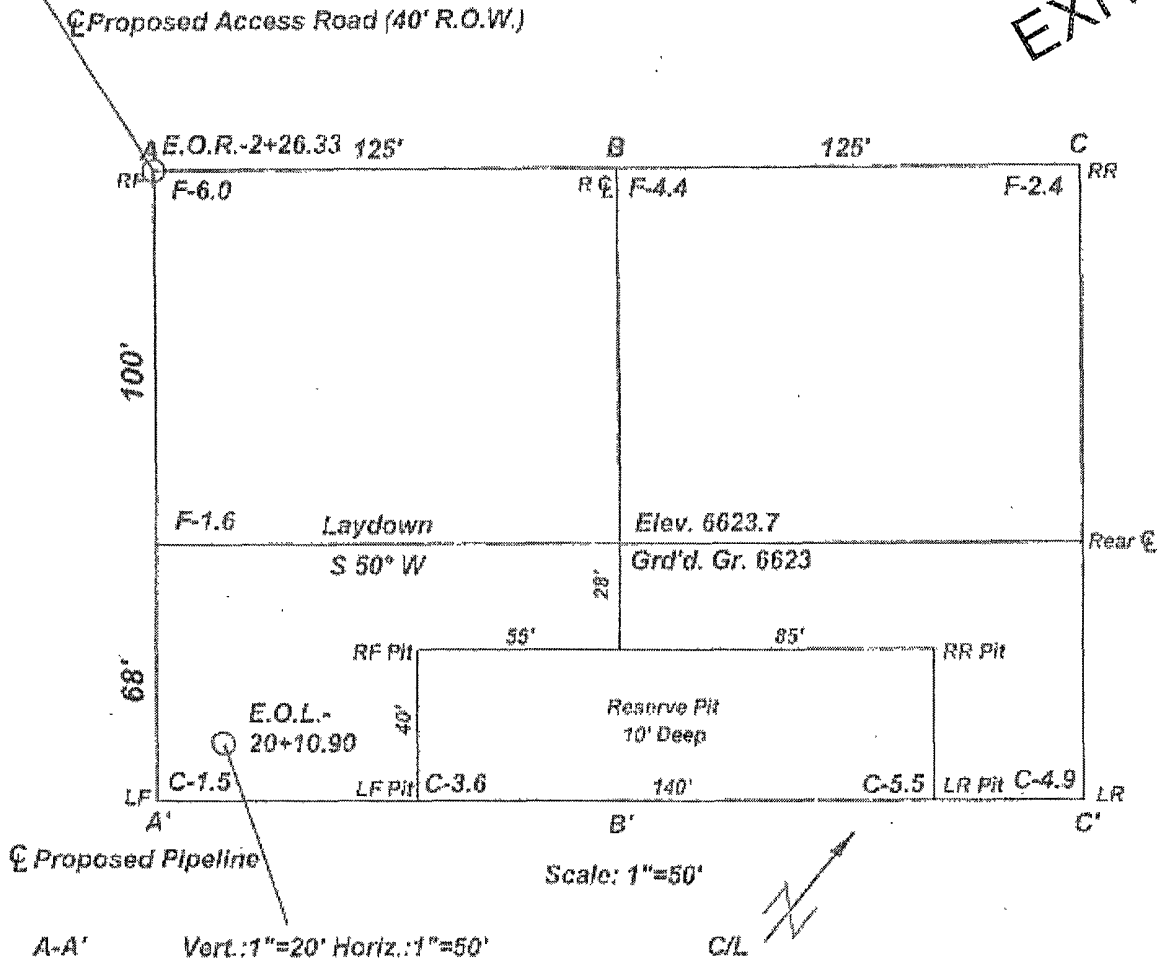 ℄ Proposed Access Road (40' R.O.W.)
A E.O.R.-2+26.33 125' B 125' C
RF F-6.0 R ℄ F-4.4 F-2.4 RR
100'
F-1.6 Laydown Elev. 6623.7
Rear ℄
S 50° W Grd'd. Gr. 6623
28'
55' 85'
RF Pit RR Pit
68'
40'
Reserve Pit
10' Deep
E.O.L.-
20+10.90
LF C-1.5 LF Pit C-3.6 140' C-5.5 LR Pit C-4.9 LR
A' B' C'
℄ Proposed Pipeline
Scale: 1"=50'
N
A-A' Vert.:1"=20' Horiz.:1"=50' C/L